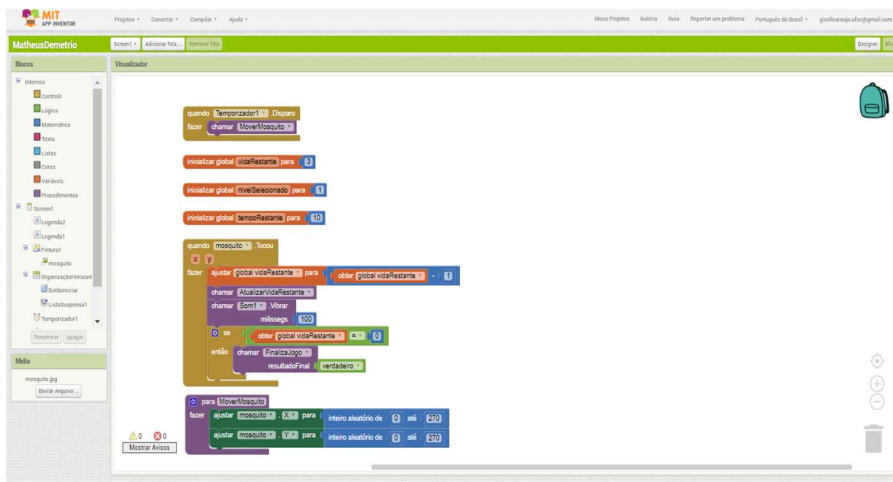 MIT
APP INVENTOR
Projetos Conectar Compilar Ajuda
Meus Projetos Galeria Guia Reportar um problema Português do Brasil
MatheusDemetrio
Screen1 Adicionar Tela ... Remover Tela
Designer
Blocos
Visualizador
Internos
Controle
Lógica
Matemática
Texto
Listas
Cores
Variáveis
Procedimentos
Screen1
Legenda2
Legenda1
Pintura1
mosquito
OrganizaçãoHorizont
BotboIniciar
ListaSuspensa1
Temporizador1
Renomear Apagar
Mídia
mosquito.jpg
Enviar Arquivo ...
quando Temporizador1 .Disparo
fazer chamar MoverMosquito
inicializar global vidaRestante para 3
inicializar global nivelSelecionado para 1
inicializar global tempoRestante para 10
quando mosquito .Tocou
x y
fazer ajustar global vidaRestante para obter global vidaRestante - 1
chamar AtualizarVidaRestante
chamar Som1 .Vibrar
milissegs 100
se obter global vidaRestante = 0
então chamar FinalizaJogo
resultadoFinal verdadeiro
para MoverMosquito
fazer ajustar mosquito . X para inteiro aleatório de 0 até 270
ajustar mosquito . Y para inteiro aleatório de 0 até 270
0 0
Mostrar Avisos